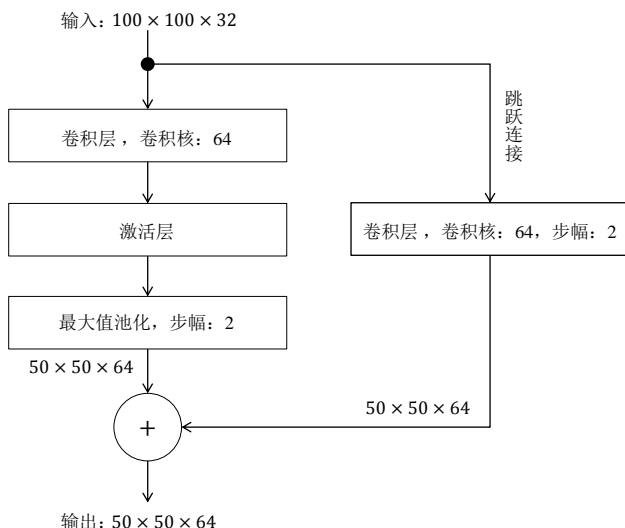 输入：100 × 100 × 32
跳跃连接
卷积层，卷积核：64
激活层
卷积层，卷积核：64，步幅：2
最大值池化，步幅：2
50 × 50 × 64
50 × 50 × 64
+
输出：50 × 50 × 64